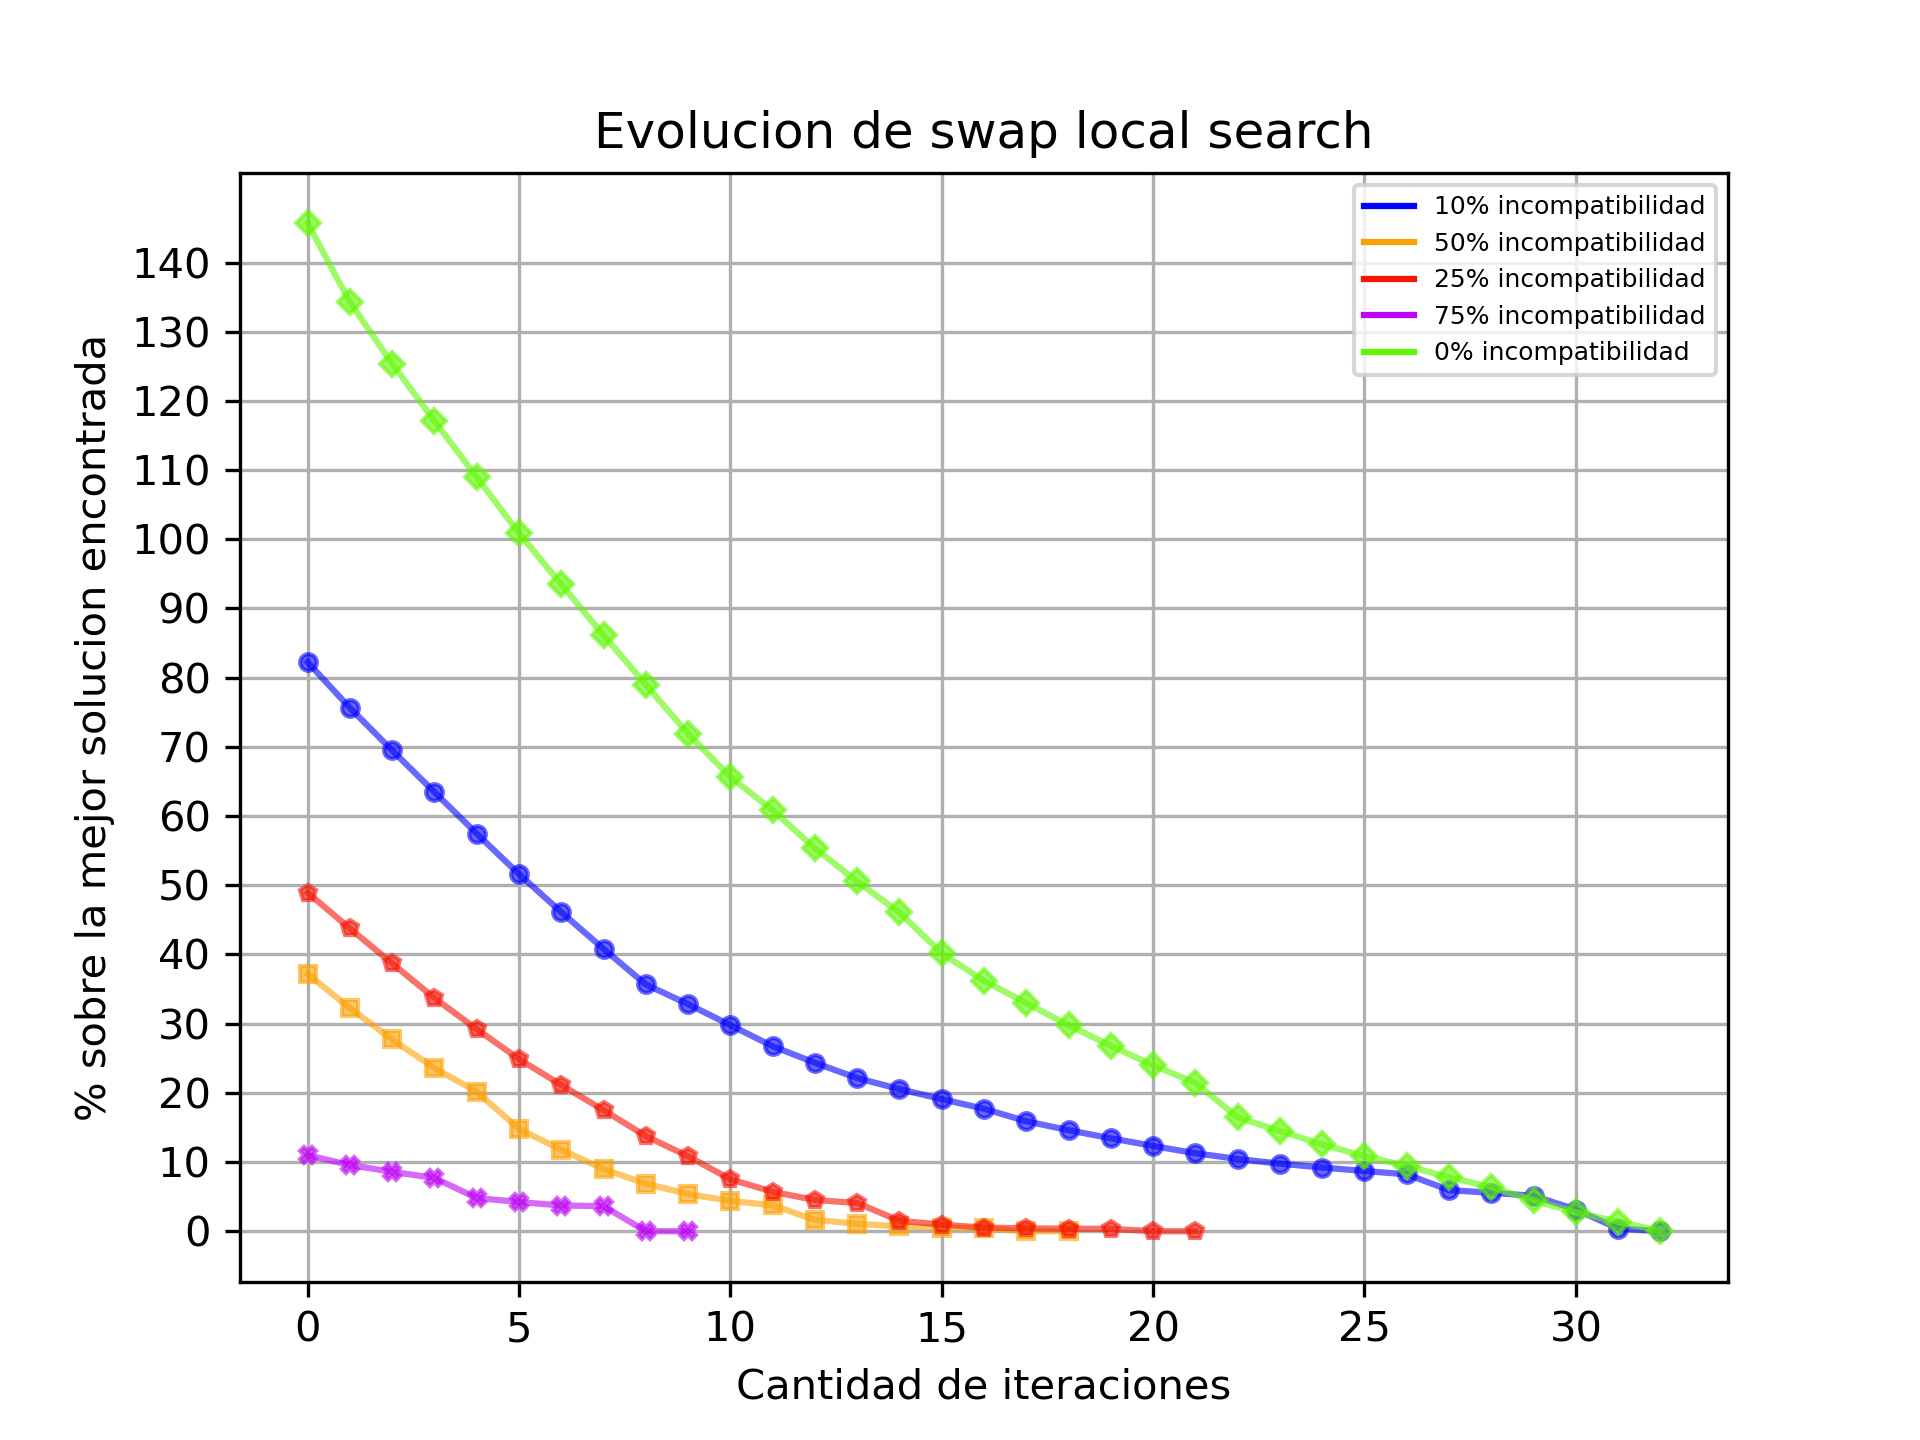 Evolucion de swap local search
10% incompatibilidad
50% incompatibilidad
25% incompatibilidad
75% incompatibilidad
0% incompatibilidad
% sobre la mejor solucion encontrada
140
130
120
110
100
90
80
70
60
50
40
30
20
10
0
0 5 10 15 20 25 30
Cantidad de iteraciones